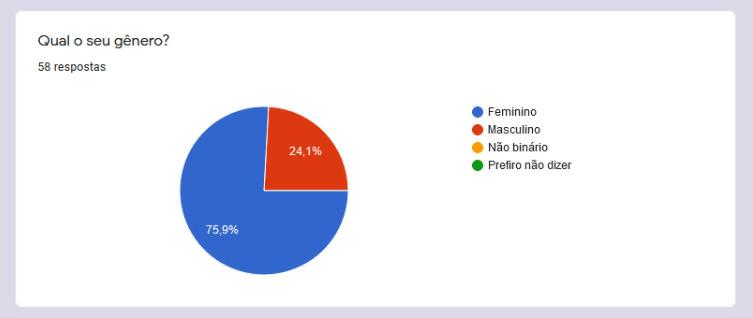 Qual o seu gênero?
58 respostas
Feminino
Masculino
Não binário
Prefiro não dizer
24,1%
75,9%